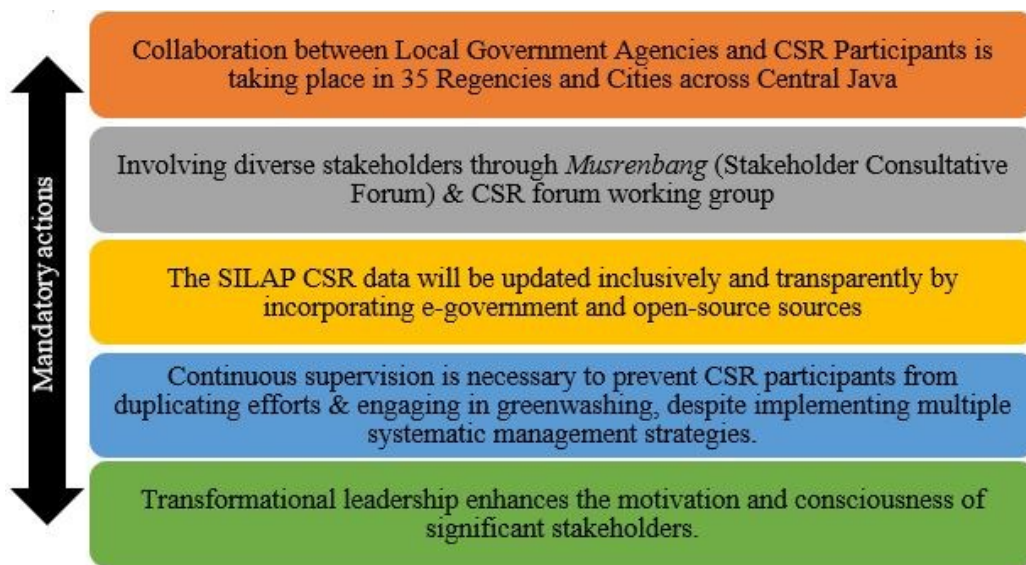 Mandatory actions
Collaboration between Local Government Agencies and CSR Participants is
taking place in 35 Regencies and Cities across Central Java
Involving diverse stakeholders through Musrenbang (Stakeholder Consultative
Forum) & CSR forum working group
The SILAP CSR data will be updated inclusively and transparently by
incorporating e-government and open-source sources
Continuous supervision is necessary to prevent CSR participants from
duplicating efforts & engaging in greenwashing, despite implementing multiple
systematic management strategies.
Transformational leadership enhances the motivation and consciousness of
significant stakeholders.